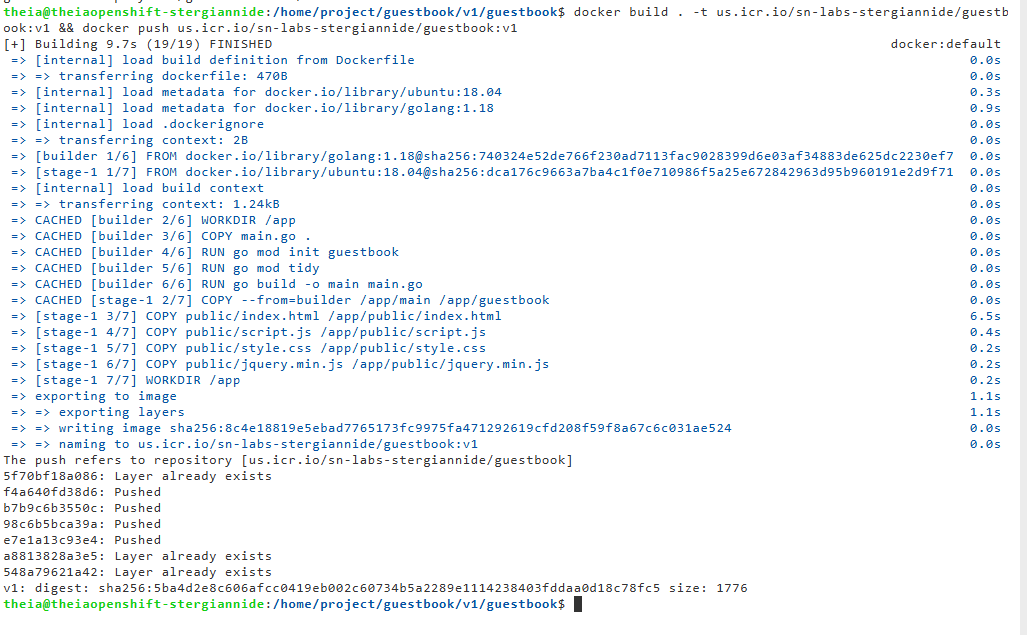 theia@theiaopenshift-stergiannide:/home/project/guestbook/v1/guestbook$ docker build . -t us.icr.io/sn-labs-stergiannide/guestb
ook:v1 && docker push us.icr.io/sn-labs-stergiannide/guestbook:v1
[+] Building 9.7s (19/19) FINISHED docker:default
=> [internal] load build definition from Dockerfile 0.0s
=> => transferring dockerfile: 470B 0.0s
=> [internal] load metadata for docker.io/library/ubuntu:18.04 0.3s
=> [internal] load metadata for docker.io/library/golang:1.18 0.9s
=> [internal] load .dockerignore 0.0s
=> => transferring context: 2B 0.0s
=> [builder 1/6] FROM docker.io/library/golang:1.18@sha256:740324e52de766f230ad7113fac9028399d6e03af34883de625dc2230ef7 0.0s
=> [stage-1 1/7] FROM docker.io/library/ubuntu:18.04@sha256:dca176c9663a7ba4c1f0e710986f5a25e672842963d95b960191e2d9f71 0.0s
=> [internal] load build context 0.0s
=> => transferring context: 1.24kB 0.0s
=> CACHED [builder 2/6] WORKDIR /app 0.0s
=> CACHED [builder 3/6] COPY main.go . 0.0s
=> CACHED [builder 4/6] RUN go mod init guestbook 0.0s
=> CACHED [builder 5/6] RUN go mod tidy 0.0s
=> CACHED [builder 6/6] RUN go build -o main main.go 0.0s
=> CACHED [stage-1 2/7] COPY --from=builder /app/main /app/guestbook 0.0s
=> [stage-1 3/7] COPY public/index.html /app/public/index.html 6.5s
=> [stage-1 4/7] COPY public/script.js /app/public/script.js 0.4s
=> [stage-1 5/7] COPY public/style.css /app/public/style.css 0.2s
=> [stage-1 6/7] COPY public/jquery.min.js /app/public/jquery.min.js 0.2s
=> [stage-1 7/7] WORKDIR /app 0.2s
=> exporting to image 1.1s
=> => exporting layers 1.1s
=> => writing image sha256:8c4e18819e5ebad7765173fc9975fa471292619cfd208f59f8a67c6c031ae524 0.0s
=> => naming to us.icr.io/sn-labs-stergiannide/guestbook:v1 0.0s
The push refers to repository [us.icr.io/sn-labs-stergiannide/guestbook]
5f70bf18a086: Layer already exists
f4a640fd38d6: Pushed
b7b9c6b3550c: Pushed
98c6b5bca39a: Pushed
e7e1a13c93e4: Pushed
a8813828a3e5: Layer already exists
548a79621a42: Layer already exists
v1: digest: sha256:5ba4d2e8c606afcc0419eb002c60734b5a2289e1114238403fddaa0d18c78fc5 size: 1776
theia@theiaopenshift-stergiannide:/home/project/guestbook/v1/guestbook$